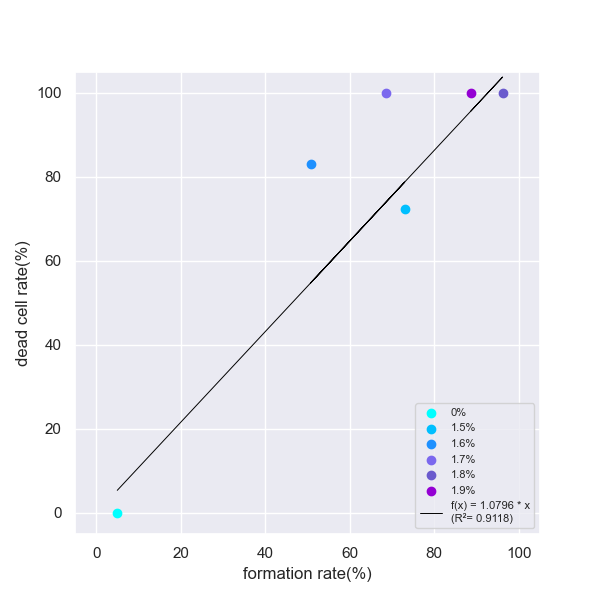 100
80
60
40
20
0
dead cell rate(%)
0 20 40 60 80 100
formation rate(%)
0%
1.5%
1.6%
1.7%
1.8%
1.9%
f(x) = 1.0796 * x
(R²= 0.9118)